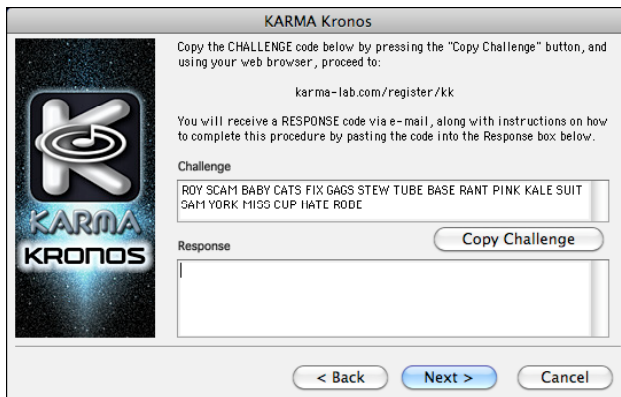 KARMA Kronos
Copy the CHALLENGE code below by pressing the "Copy Challenge" button, and
using your web browser, proceed to:
karma-lab.com/register/kk
You will receive a RESPONSE code via e-mail, along with instructions on how
to complete this procedure by pasting the code into the Response box below.
Challenge
ROY SCAM BABY CATS FIX GAGS STEW TUBE BASE RANT PINK KALE SUIT
SAM YORK MISS CUP HATE ROBE
Copy Challenge
Response
KARMA
KRONOS
< Back
Next >
Cancel